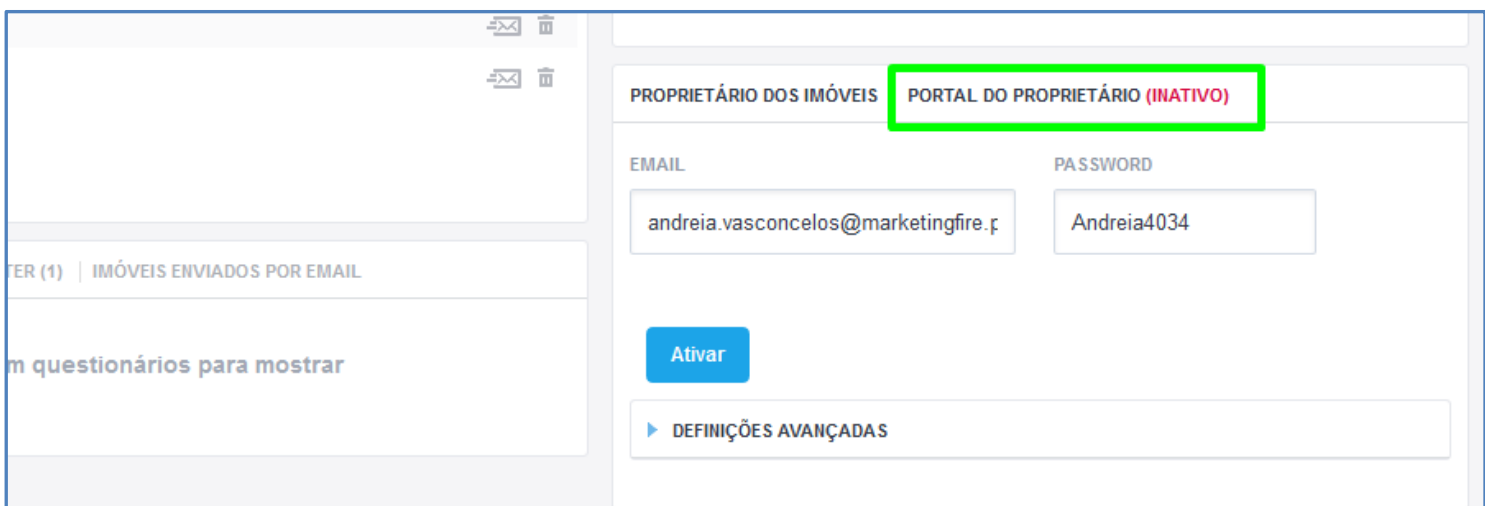 PROPRIETÁRIO DOS IMÓVEIS PORTAL DO PROPRIETÁRIO (INATIVO)
EMAIL PASSWORD
andreia.vasconcelos@marketingfire.p Andreia4034
TER (1) IMÓVEIS ENVIADOS POR EMAIL
Ativar
m questionários para mostrar
DEFINIÇÕES AVANÇADAS